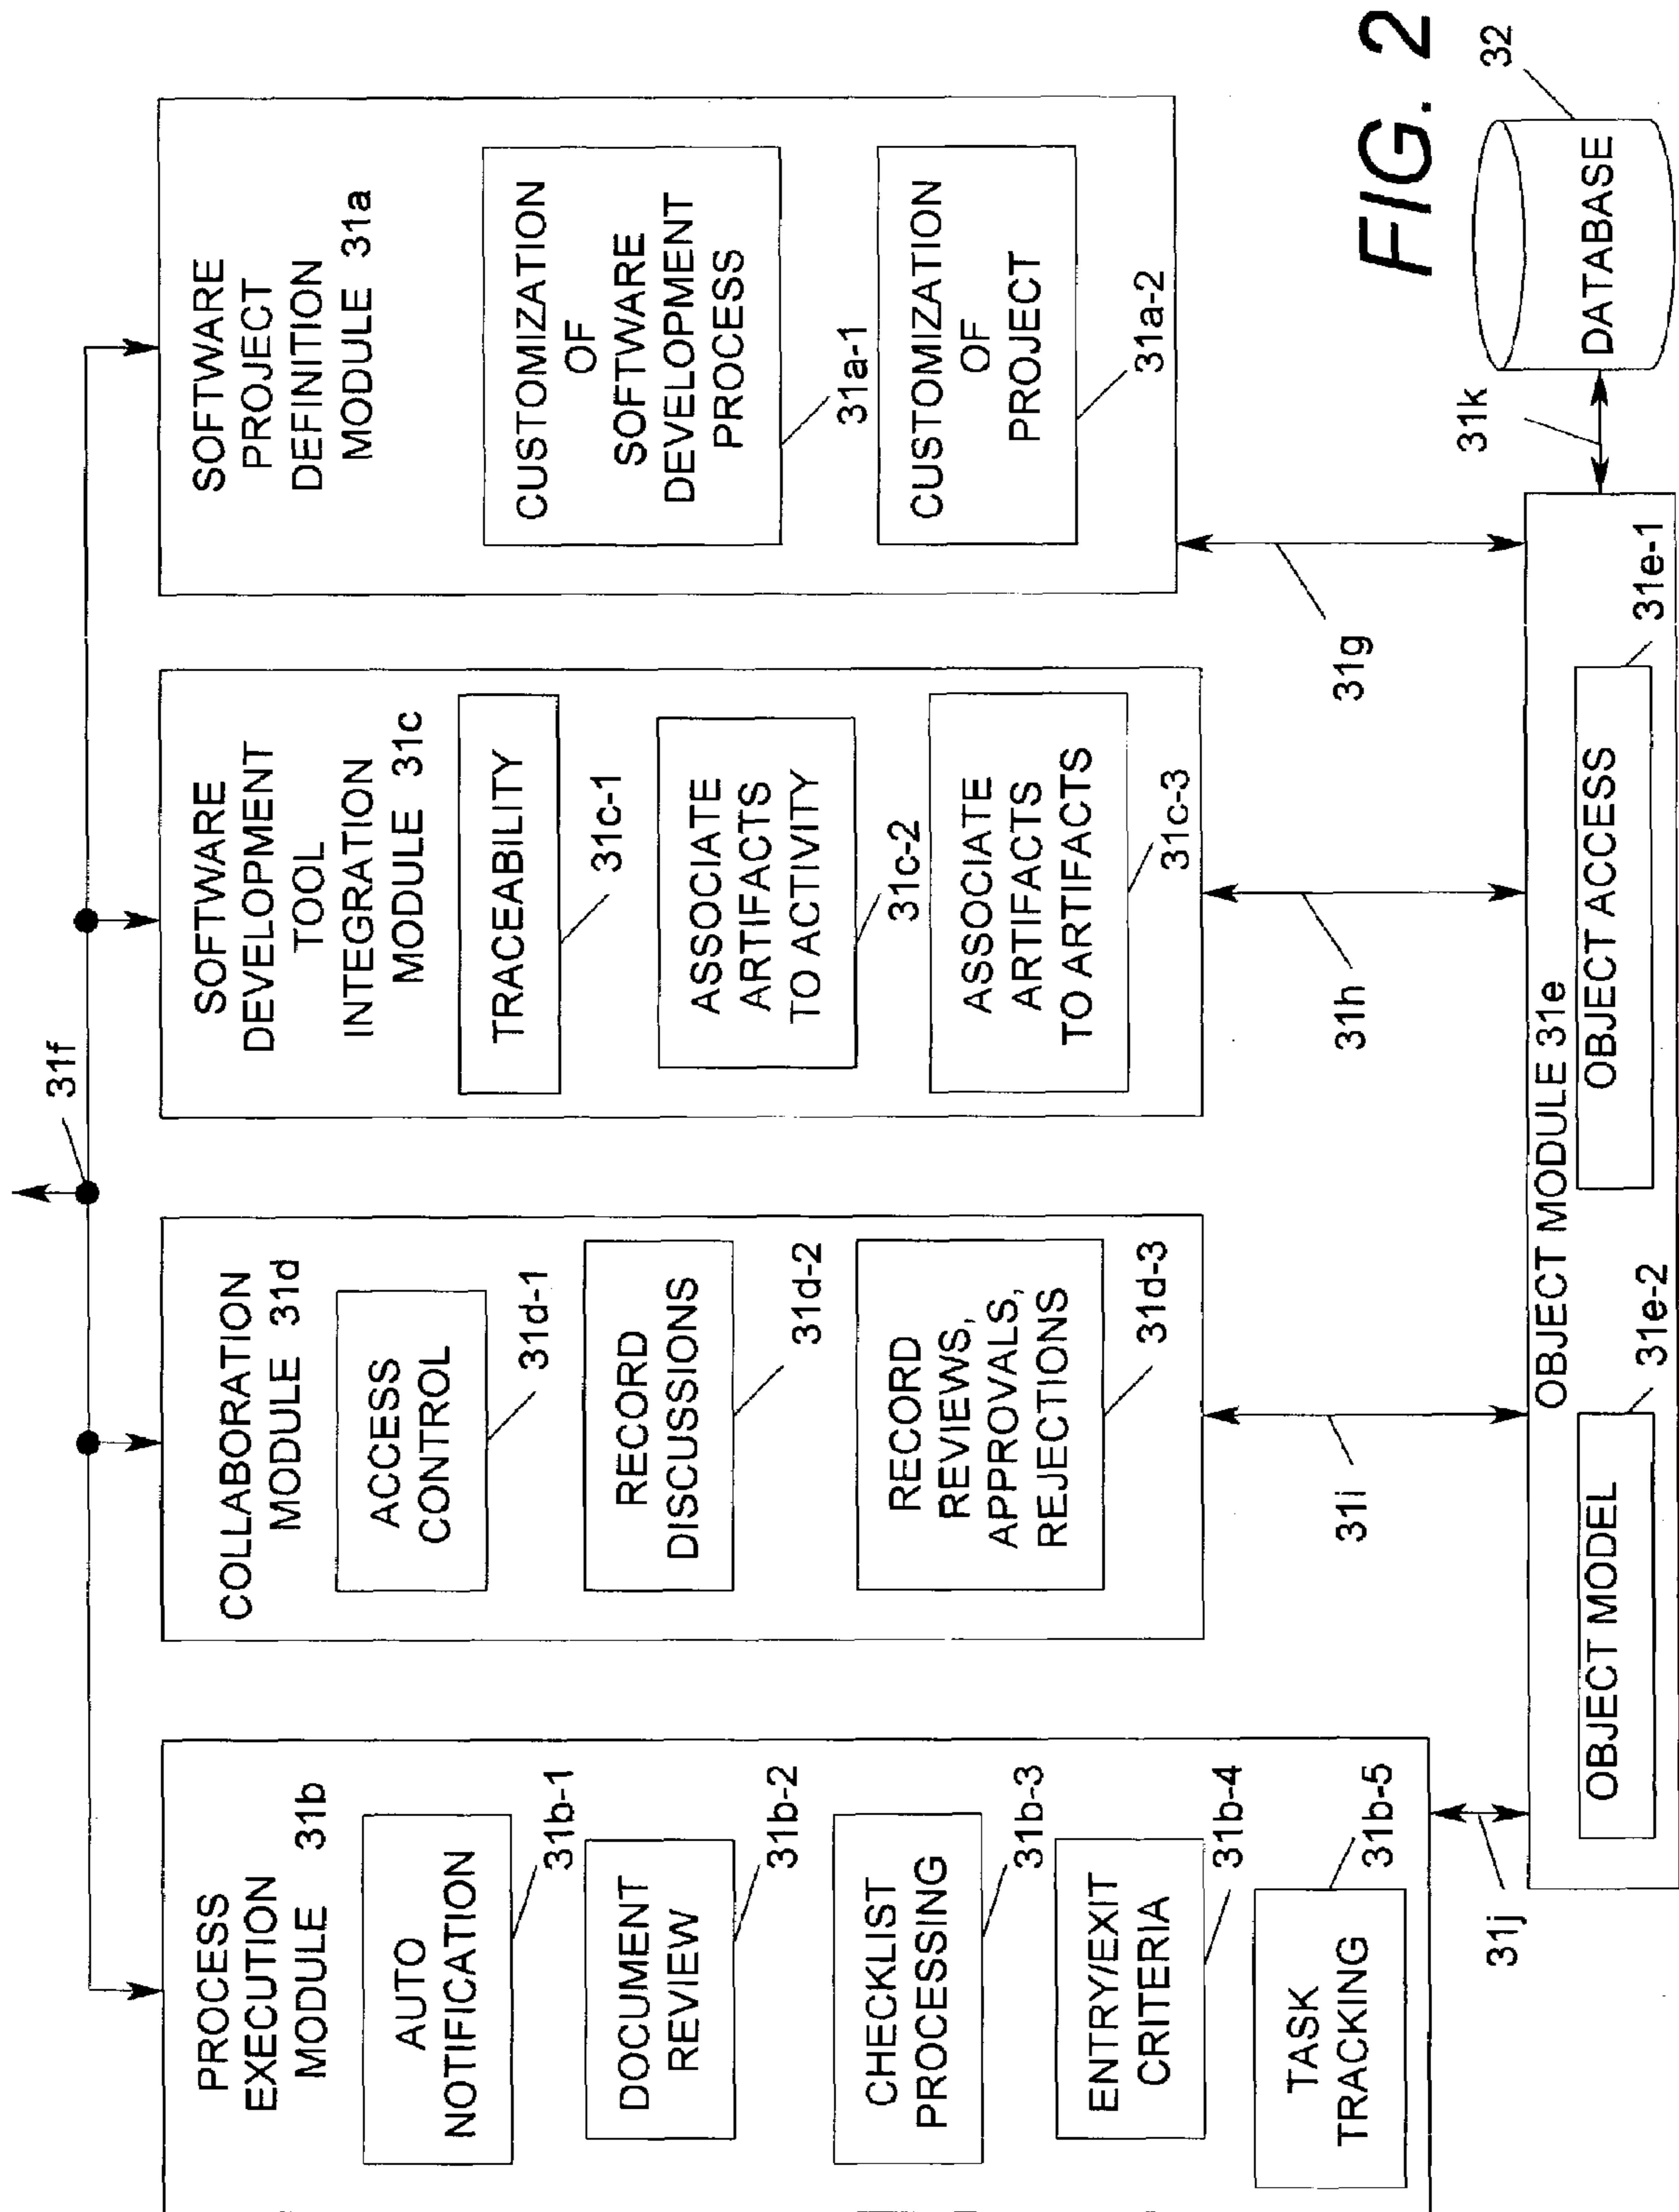 31f
PROCESS
EXECUTION
MODULE 31b
AUTO
NOTIFICATION
31b-1
DOCUMENT
REVIEW
31b-2
CHECKLIST
PROCESSING
31b-3
ENTRY/EXIT
CRITERIA
31b-4
TASK
TRACKING
31b-5
COLLABORATION
MODULE 31d
ACCESS
CONTROL
31d-1
RECORD
DISCUSSIONS
31d-2
RECORD
REVIEWS,
APPROVALS,
REJECTIONS
31d-3
SOFTWARE
DEVELOPMENT
TOOL
INTEGRATION
MODULE 31c
TRACEABILITY
31c-1
ASSOCIATE
ARTIFACTS
TO ACTIVITY
31c-2
ASSOCIATE
ARTIFACTS
TO ARTIFACTS
31c-3
SOFTWARE
PROJECT
DEFINITION
MODULE 31a
CUSTOMIZATION
OF
SOFTWARE
DEVELOPMENT
PROCESS
31a-1
CUSTOMIZATION
OF
PROJECT
31a-2
31j
31i
31h
31g
OBJECT MODULE 31e
OBJECT MODEL
31e-2
OBJECT ACCESS
31e-1
31k
DATABASE
32
FIG. 2